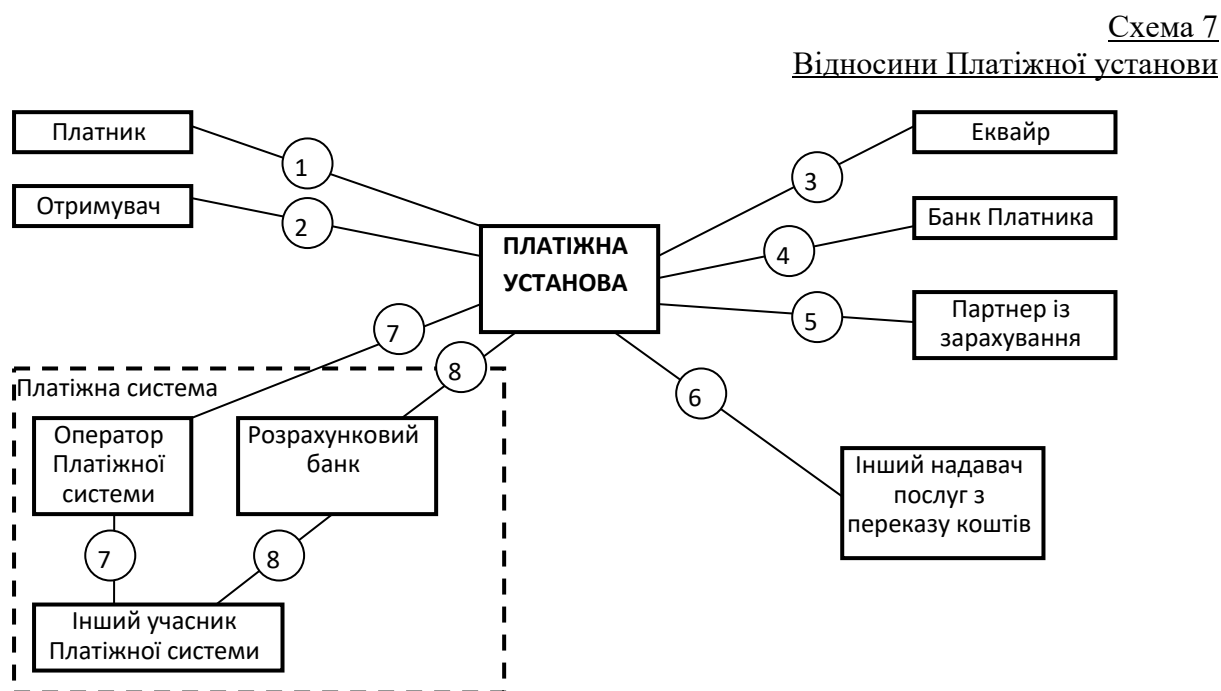 Схема 7
Відносини Платіжної установи
Платник
1
Отримувач
2
3
Еквайр
4
Банк Платника
5
Партнер із
зарахування
ПЛАТІЖНА
УСТАНОВА
7
8
6
Платіжна система
Оператор
Платіжної
системи
Розрахунковий
банк
Інший надавач
послуг з
переказу коштів
7
8
Інший учасник
Платіжної системи